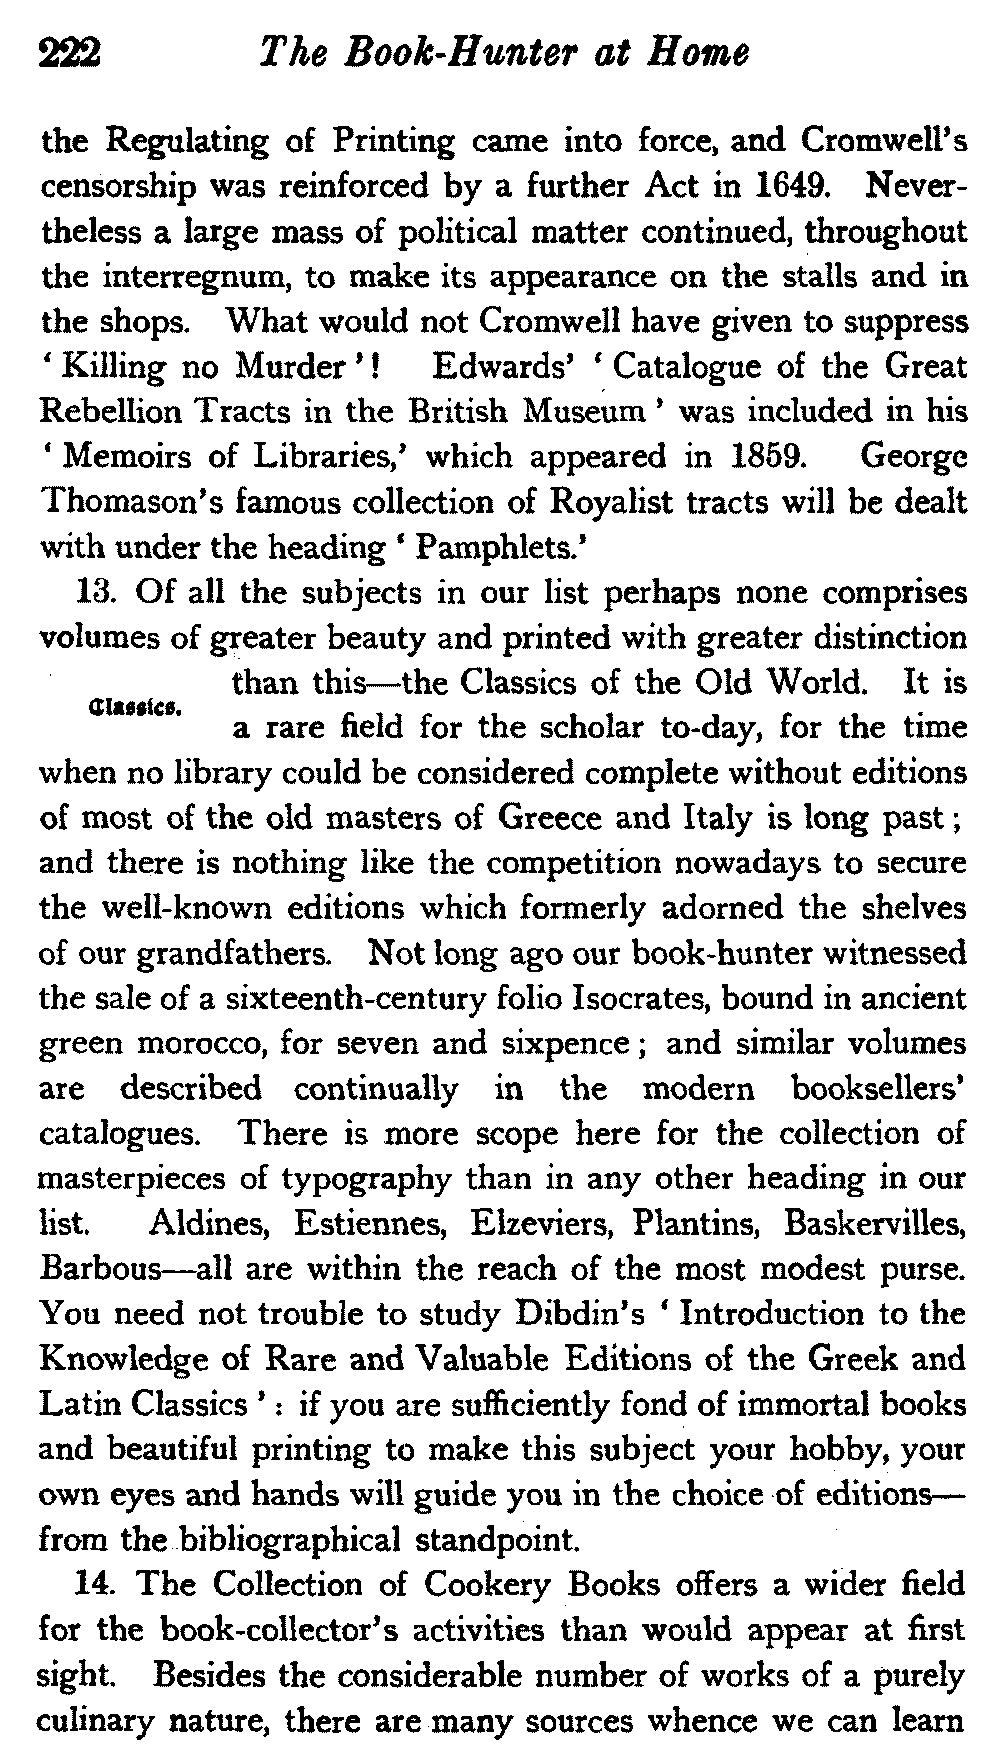 222 The Book-Hunter at Home
the Regulating of Printing came into force, and Cromwell's
censorship was reinforced by a further Act in 1649. Never-
theless a large mass of political matter continued, throughout
the interregnum, to make its appearance on the stalls and in
the shops. What would not Cromwell have given to suppress
‘ Killing no Murder ’! Edwards’ ‘ Catalogue of the Great
Rebellion Tracts in the British Museum ’ was included in his
‘ Memoirs of Libraries,’ which appeared in 1859. George
Thomason's famous collection of Royalist tracts will be dealt
with under the heading ‘ Pamphlets.’
13. Of all the subjects in our list perhaps none comprises
volumes of greater beauty and printed with greater distinction
than this—the Classics of the Old World. It is
Classics.
a rare field for the scholar to-day, for the time
when no library could be considered complete without editions
of most of the old masters of Greece and Italy is long past ;
and there is nothing like the competition nowadays to secure
the well-known editions which formerly adorned the shelves
of our grandfathers. Not long ago our book-hunter witnessed
the sale of a sixteenth-century folio Isocrates, bound in ancient
green morocco, for seven and sixpence ; and similar volumes
are described continually in the modern booksellers’
catalogues. There is more scope here for the collection of
masterpieces of typography than in any other heading in our
list. Aldines, Estiennes, Elzeviers, Plantins, Baskervilles,
Barbous—all are within the reach of the most modest purse.
You need not trouble to study Dibdin's ‘ Introduction to the
Knowledge of Rare and Valuable Editions of the Greek and
Latin Classics ’ : if you are sufficiently fond of immortal books
and beautiful printing to make this subject your hobby, your
own eyes and hands will guide you in the choice of editions—
from the bibliographical standpoint.
14. The Collection of Cookery Books offers a wider field
for the book-collector's activities than would appear at first
sight. Besides the considerable number of works of a purely
culinary nature, there are many sources whence we can learn